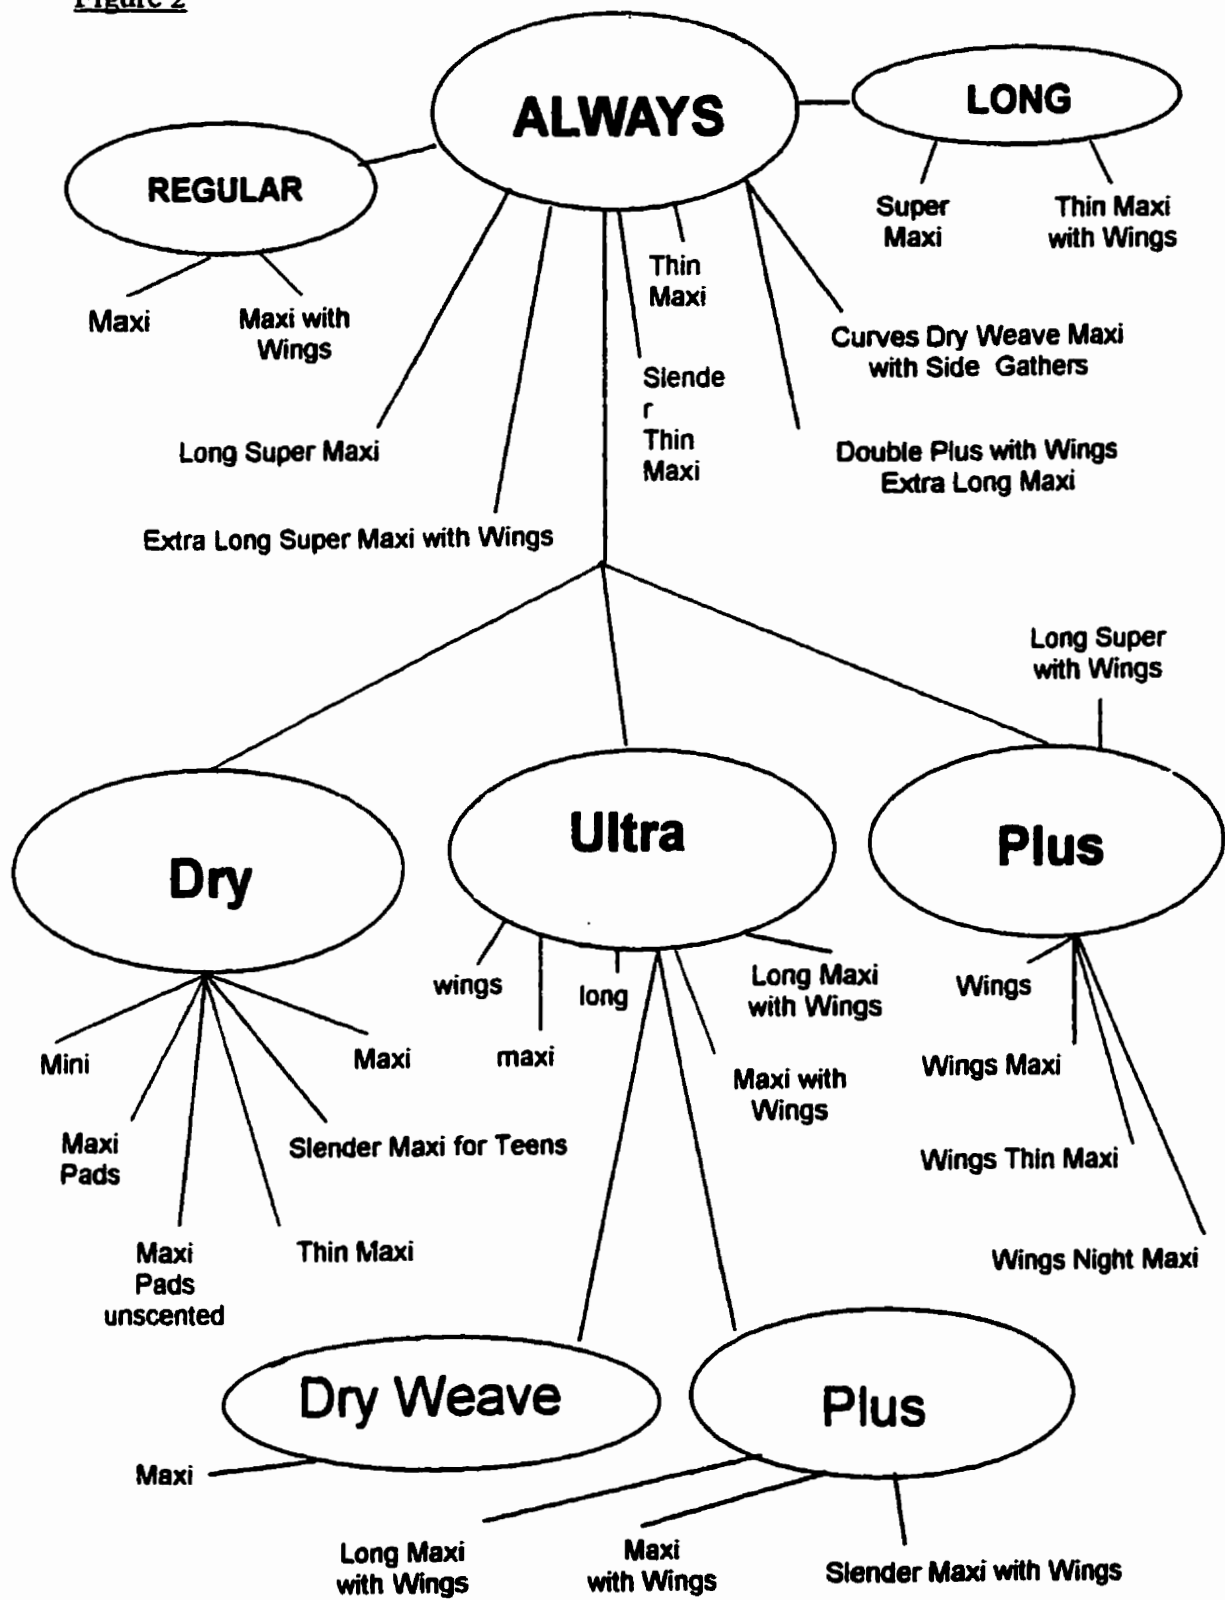 Figure 2
ALWAYS
LONG
REGULAR
Super
Maxi
Thin Maxi
with Wings
Thin
Maxi
Maxi
Maxi with
Wings
Curves Dry Weave Maxi
with Side Gathers
Slende
r
Thin
Maxi
Long Super Maxi
Double Plus with Wings
Extra Long Maxi
Extra Long Super Maxi with Wings
Long Super
with Wings
Dry
Ultra
Plus
wings
maxi
long
Long Maxi
with Wings
Maxi with
Wings
Wings
Wings Maxi
Wings Thin Maxi
Wings Night Maxi
Mini
Maxi
Maxi
Pads
Slender Maxi for Teens
Maxi
Pads
unscented
Thin Maxi
Dry Weave
Plus
Maxi
Long Maxi
with Wings
Maxi
with Wings
Slender Maxi with Wings